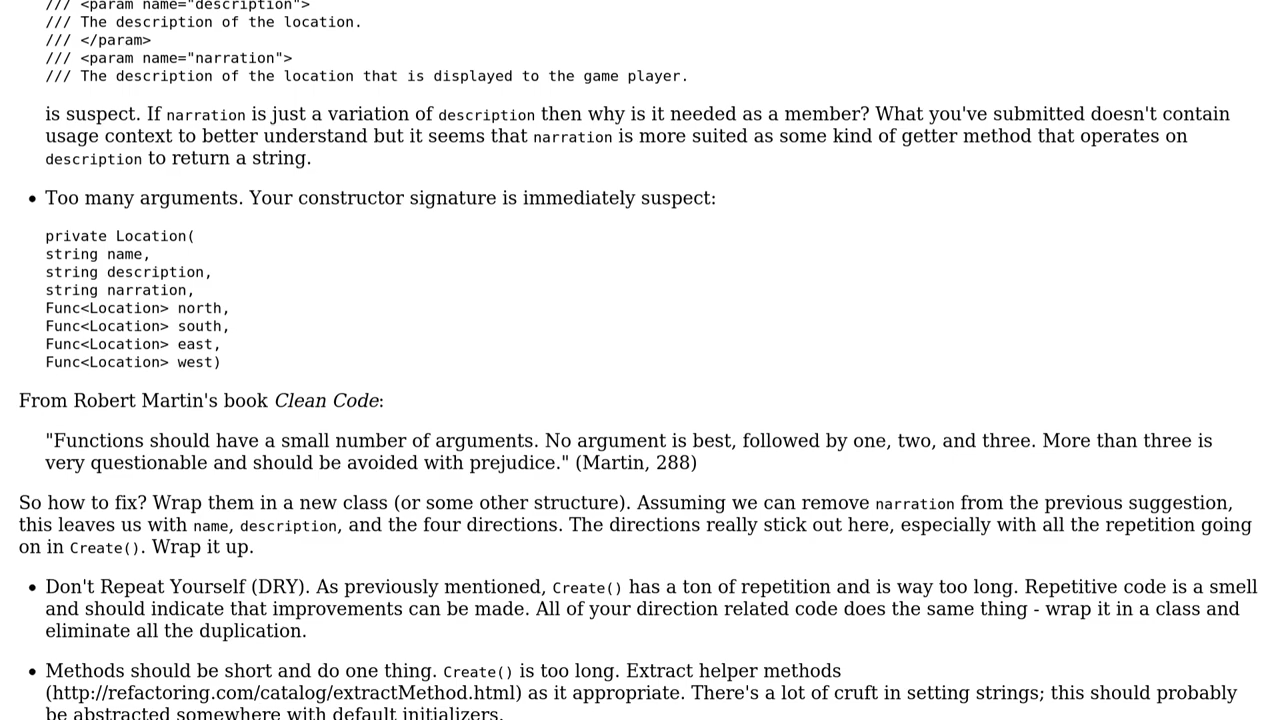 /// <param name="description">
/// The description of the location.
/// </param>
/// <param name="narration">
/// The description of the location that is displayed to the game player.
is suspect. If narration is just a variation of description then why is it needed as a member? What you've submitted doesn't contain
usage context to better understand but it seems that narration is more suited as some kind of getter method that operates on
description to return a string.
• Too many arguments. Your constructor signature is immediately suspect:
private Location(
string name,
string description,
string narration,
Func<Location> north,
Func<Location> south,
Func<Location> east,
Func<Location> west)
From Robert Martin's book Clean Code:
"Functions should have a small number of arguments. No argument is best, followed by one, two, and three. More than three is
very questionable and should be avoided with prejudice." (Martin, 288)
So how to fix? Wrap them in a new class (or some other structure). Assuming we can remove narration from the previous suggestion,
this leaves us with name, description, and the four directions. The directions really stick out here, especially with all the repetition going
on in Create(). Wrap it up.
• Don't Repeat Yourself (DRY). As previously mentioned, Create() has a ton of repetition and is way too long. Repetitive code is a smell
and should indicate that improvements can be made. All of your direction related code does the same thing - wrap it in a class and
eliminate all the duplication.
• Methods should be short and do one thing. Create() is too long. Extract helper methods
(http://refactoring.com/catalog/extractMethod.html) as it appropriate. There's a lot of cruft in setting strings; this should probably
be abstracted somewhere with default initializers.